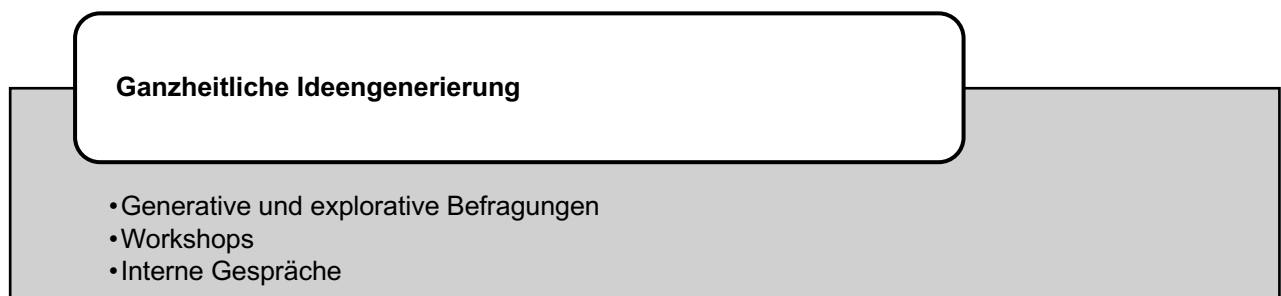 Ganzheitliche Ideengenerierung
•Generative und explorative Befragungen
•Workshops
•Interne Gespräche